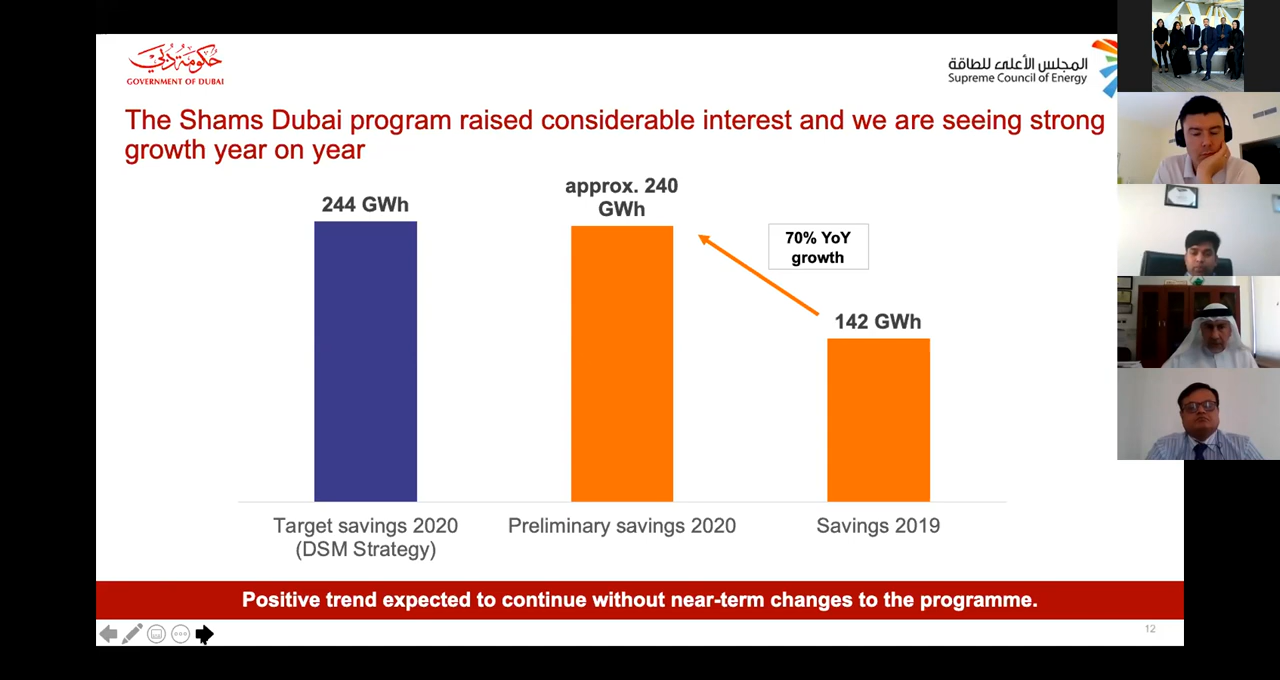 حكومة دبي
GOVERNMENT OF DUBAI
المجلس الأعلى للطاقة
Supreme Council of Energy
The Shams Dubai program raised considerable interest and we are seeing strong
growth year on year
244 GWh
approx. 240
GWh
70% YoY
growth
142 GWh
Target savings 2020
(DSM Strategy)
Preliminary savings 2020
Savings 2019
Positive trend expected to continue without near-term changes to the programme.
12